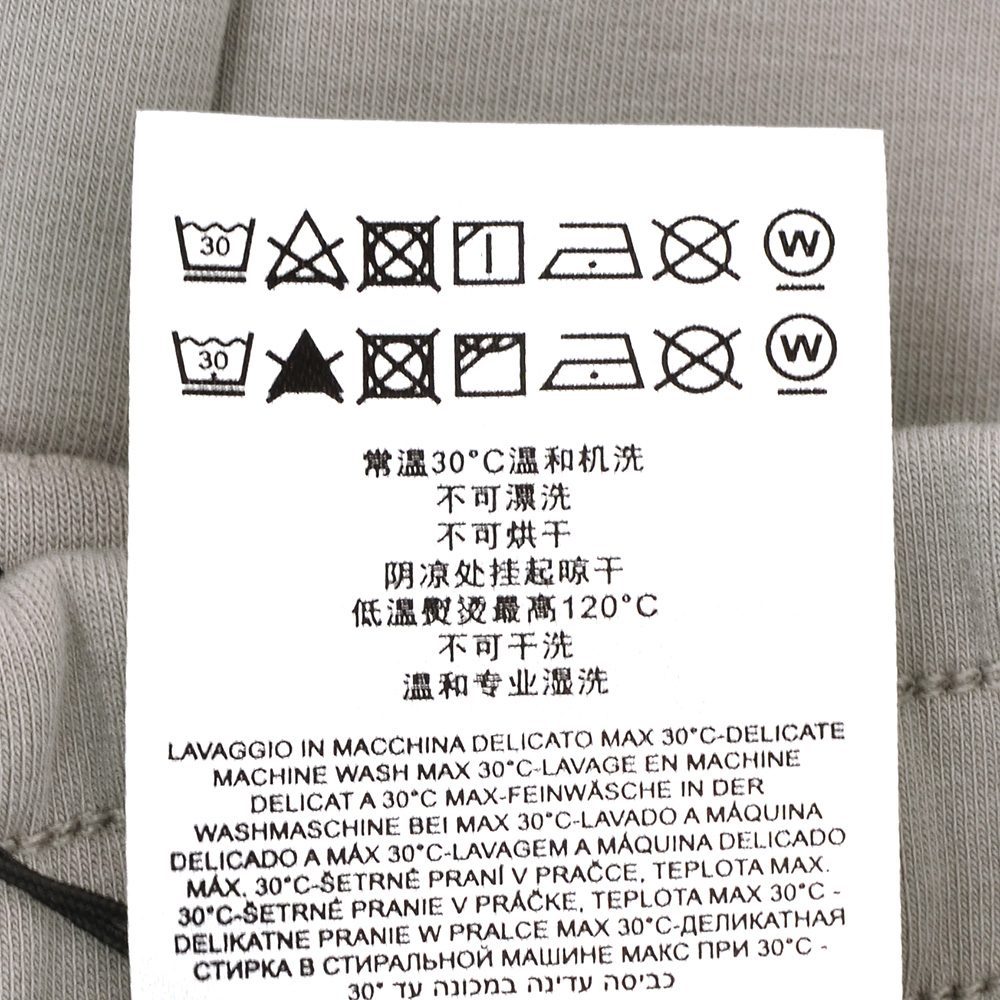 30 W
30 W
常温30°C温和机洗
不可漂洗
不可烘干
阴凉处挂起晾干
低温熨烫最高120°C
不可干洗
温和专业湿洗
LAVAGGIO IN MACCHINA DELICATO MAX 30°C-DELICATE
MACHINE WASH MAX 30°C-LAVAGE EN MACHINE
DELICAT A 30°C MAX-FEINWÄSCHE IN DER
WASHMASCHINE BEI MAX 30°C-LAVADO A MÁQUINA
DELICADO A MÁX 30°C-LAVAGEM A MÁQUINA DELICADO
MÁX. 30°C-ŠETRNÉ PRANÍ V PRAČCE, TEPLOTA MAX.
30°C-ŠETRNÉ PRANIE V PRÁČKE, TEPLOTA MAX 30°C -
DELIKATNE PRANIE W PRALCE MAX 30°C-ДЕЛИКАТНАЯ
СТИРКА В СТИРАЛЬНОЙ МАШИНЕ МАКС ПРИ 30°C -
כביסה עדינה במכונה עד 30°